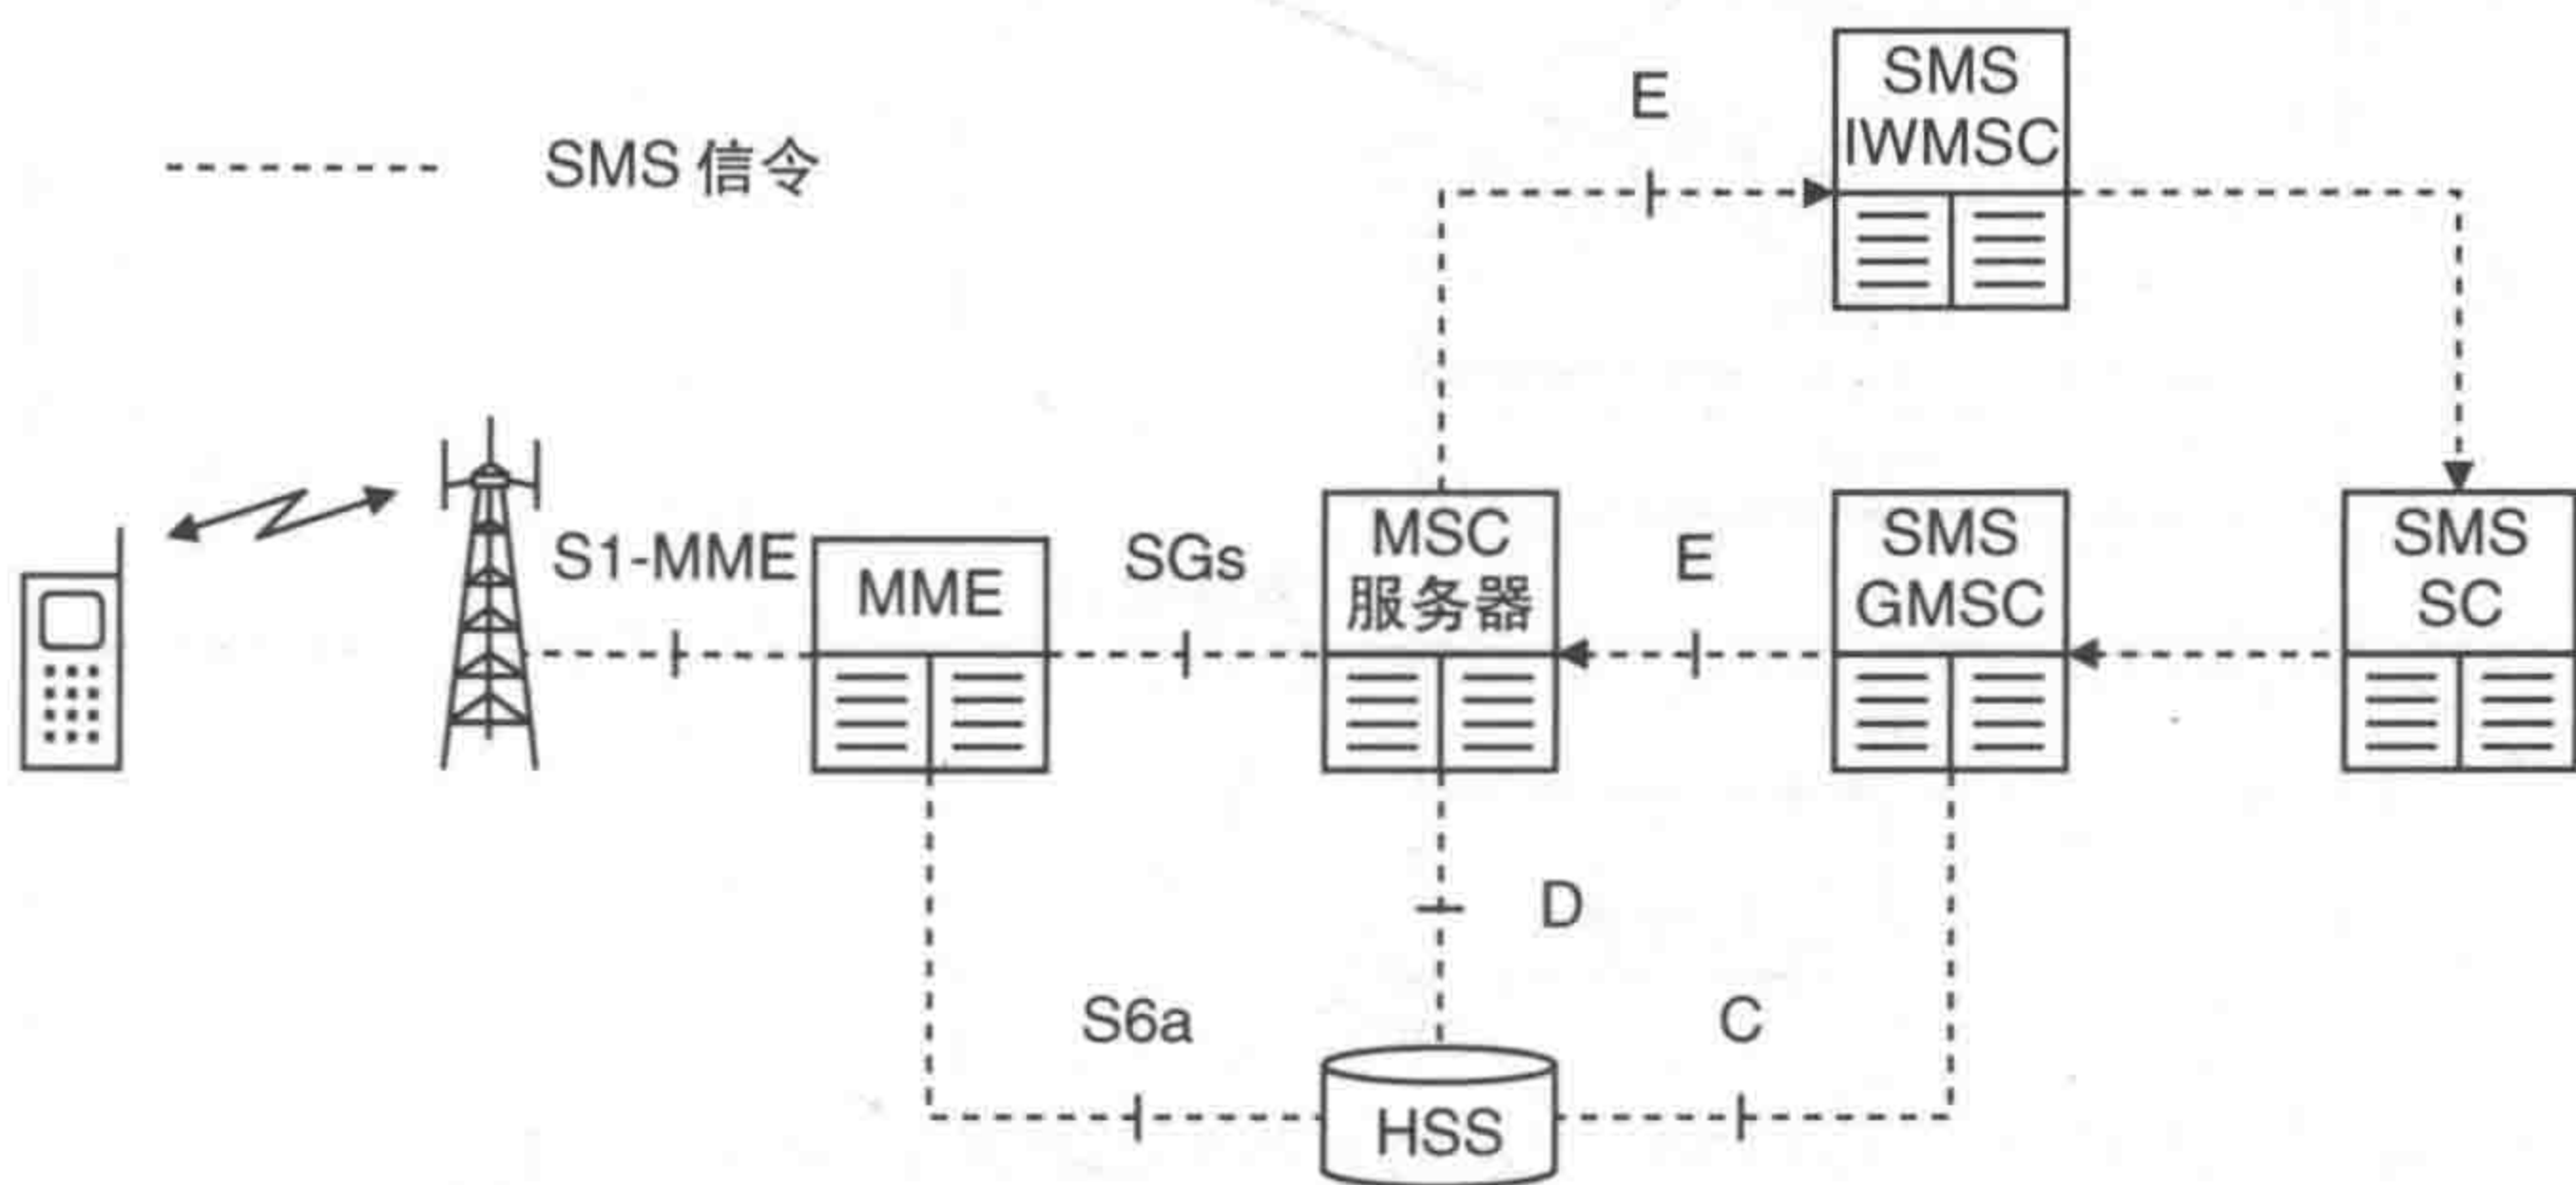 SMS 信令
E
SMS
IWMSC
S1-MME
MME
SGs
MSC
服务器
E
SMS
GMSC
SMS
SC
D
S6a
C
HSS